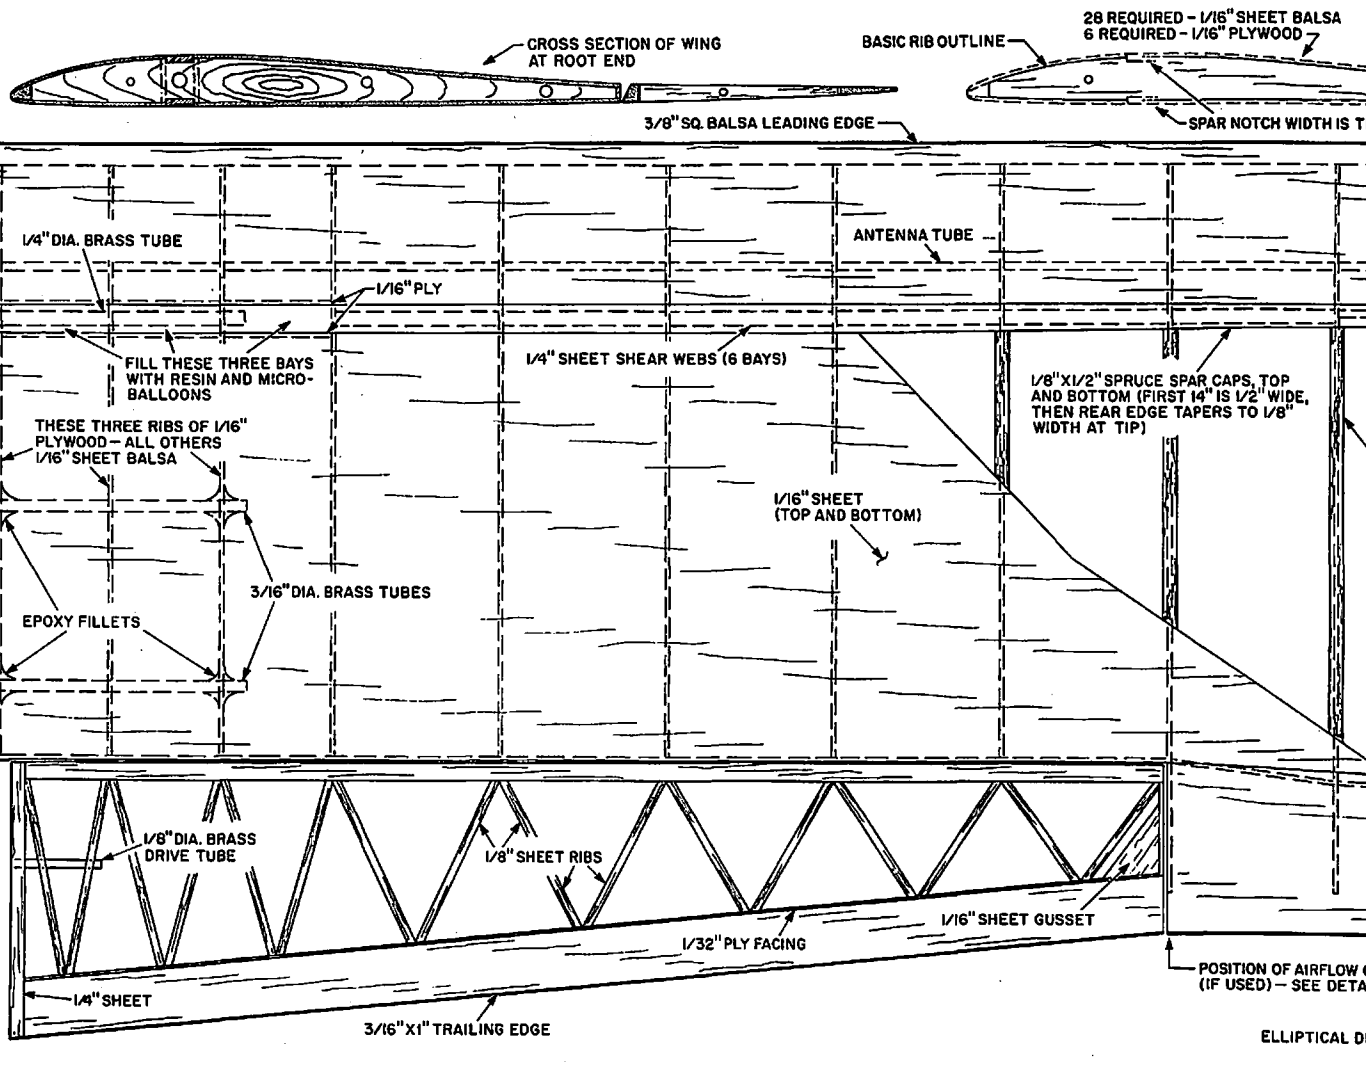 28 REQUIRED - 1/16" SHEET BALSA
6 REQUIRED - 1/16" PLYWOOD
CROSS SECTION OF WING
AT ROOT END
BASIC RIB OUTLINE
3/8" SQ. BALSA LEADING EDGE
SPAR NOTCH WIDTH IS T
1/4" DIA. BRASS TUBE
ANTENNA TUBE
1/16" PLY
FILL THESE THREE BAYS
WITH RESIN AND MICRO-
BALLOONS
1/4" SHEET SHEAR WEBS (6 BAYS)
1/8" X 1/2" SPRUCE SPAR CAPS, TOP
AND BOTTOM (FIRST 14" IS 1/2" WIDE,
THEN REAR EDGE TAPERS TO 1/8"
WIDTH AT TIP)
THESE THREE RIBS OF 1/16"
PLYWOOD - ALL OTHERS
1/16" SHEET BALSA
1/16" SHEET
(TOP AND BOTTOM)
3/16" DIA. BRASS TUBES
EPOXY FILLETS
1/8" DIA. BRASS
DRIVE TUBE
1/8" SHEET RIBS
1/16" SHEET GUSSET
1/32" PLY FACING
POSITION OF AIRFLOW
(IF USED) - SEE DETA
1/4" SHEET
3/16" X 1" TRAILING EDGE
ELLIPTICAL D